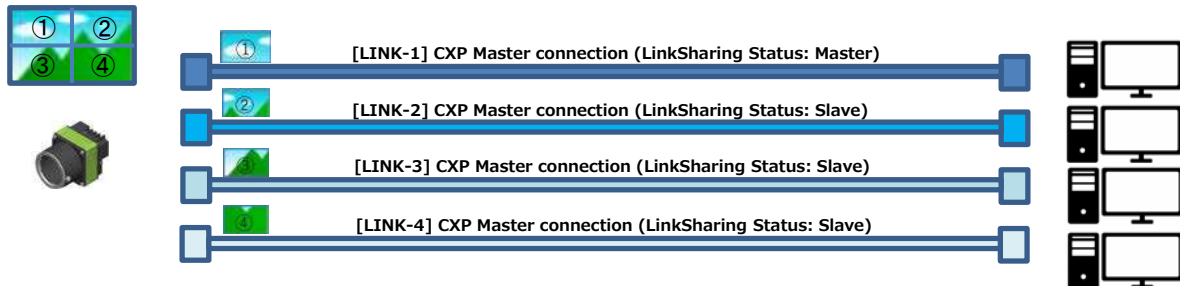 ① ②
③ ④
①
[LINK-1] CXP Master connection (LinkSharing Status: Master)
②
[LINK-2] CXP Master connection (LinkSharing Status: Slave)
③
[LINK-3] CXP Master connection (LinkSharing Status: Slave)
④
[LINK-4] CXP Master connection (LinkSharing Status: Slave)